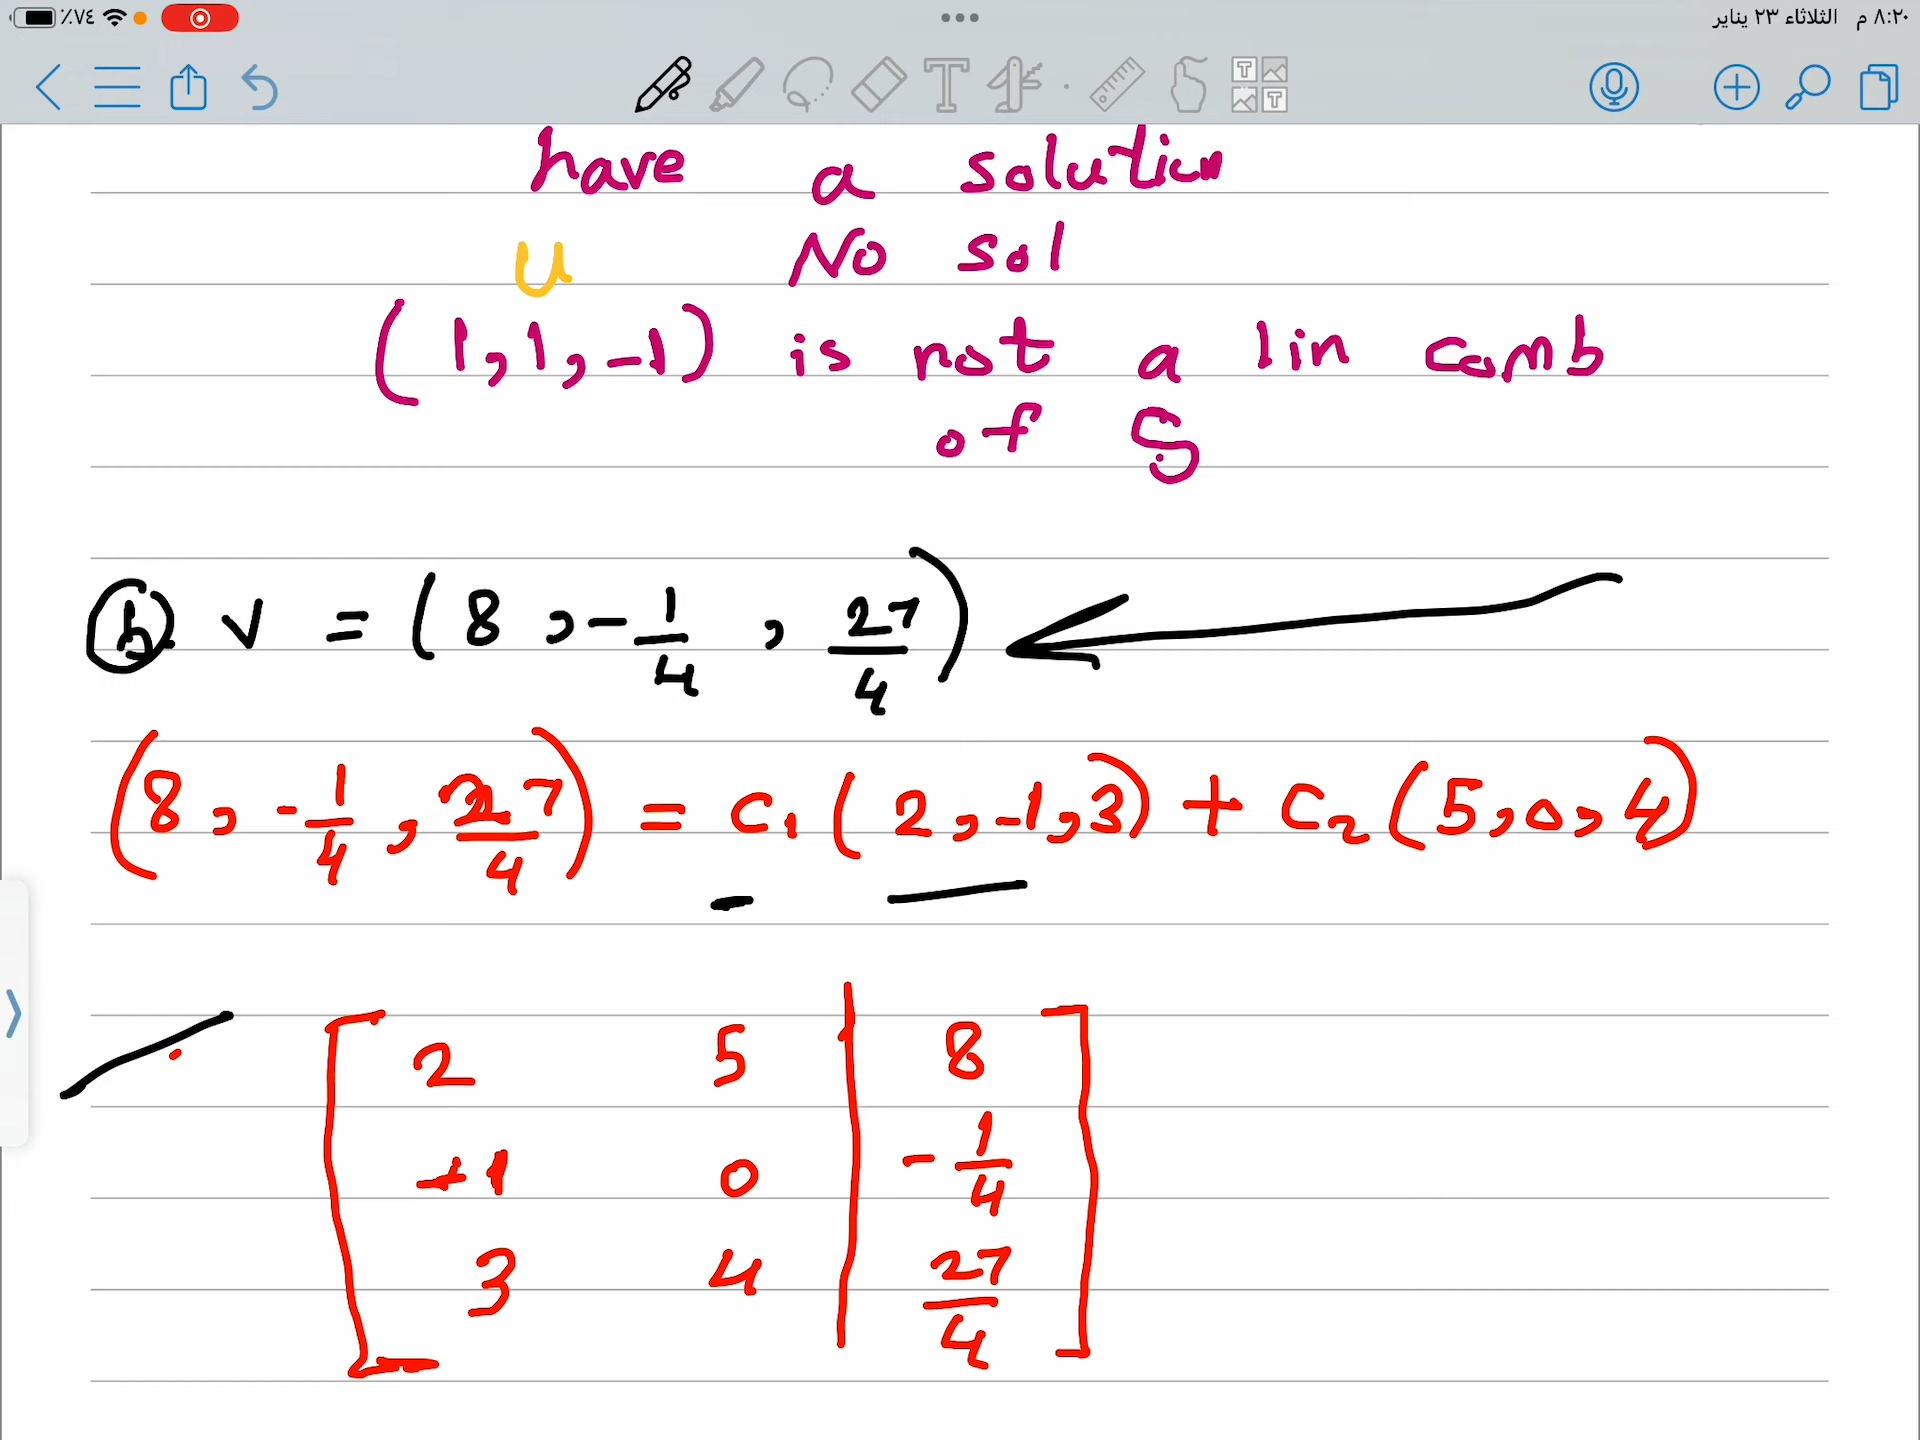 ٪٧٤ ٨:٢٠ م الثلاثاء ٢٣ يناير
have a solution
u No sol
(1,1,-1) is not a lin comb
of S
b v = (8, -1/4, 27/4)
(8, -1/4, 27/4) = C₁(2,-1,3) + C₂(5,0,4)
2 5 | 8
-1 0 | -1/4
3 4 | 27/4